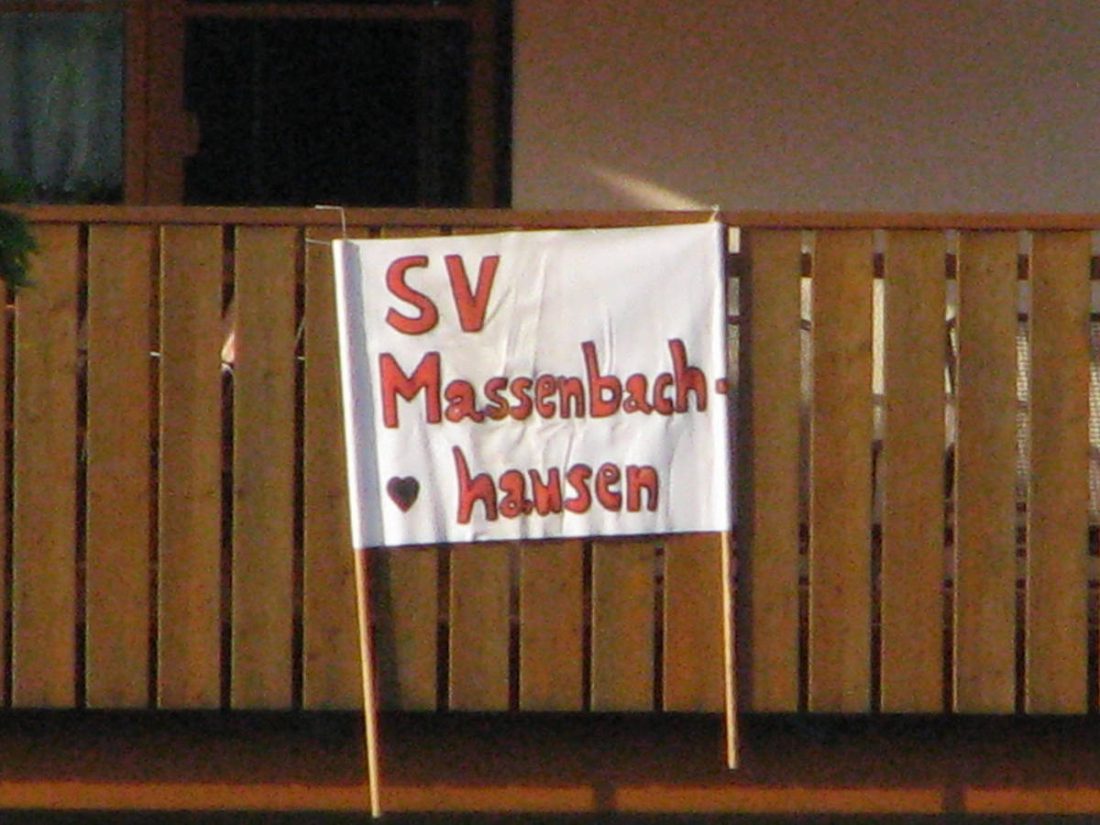 SV
Massenbach-
♥ hausen